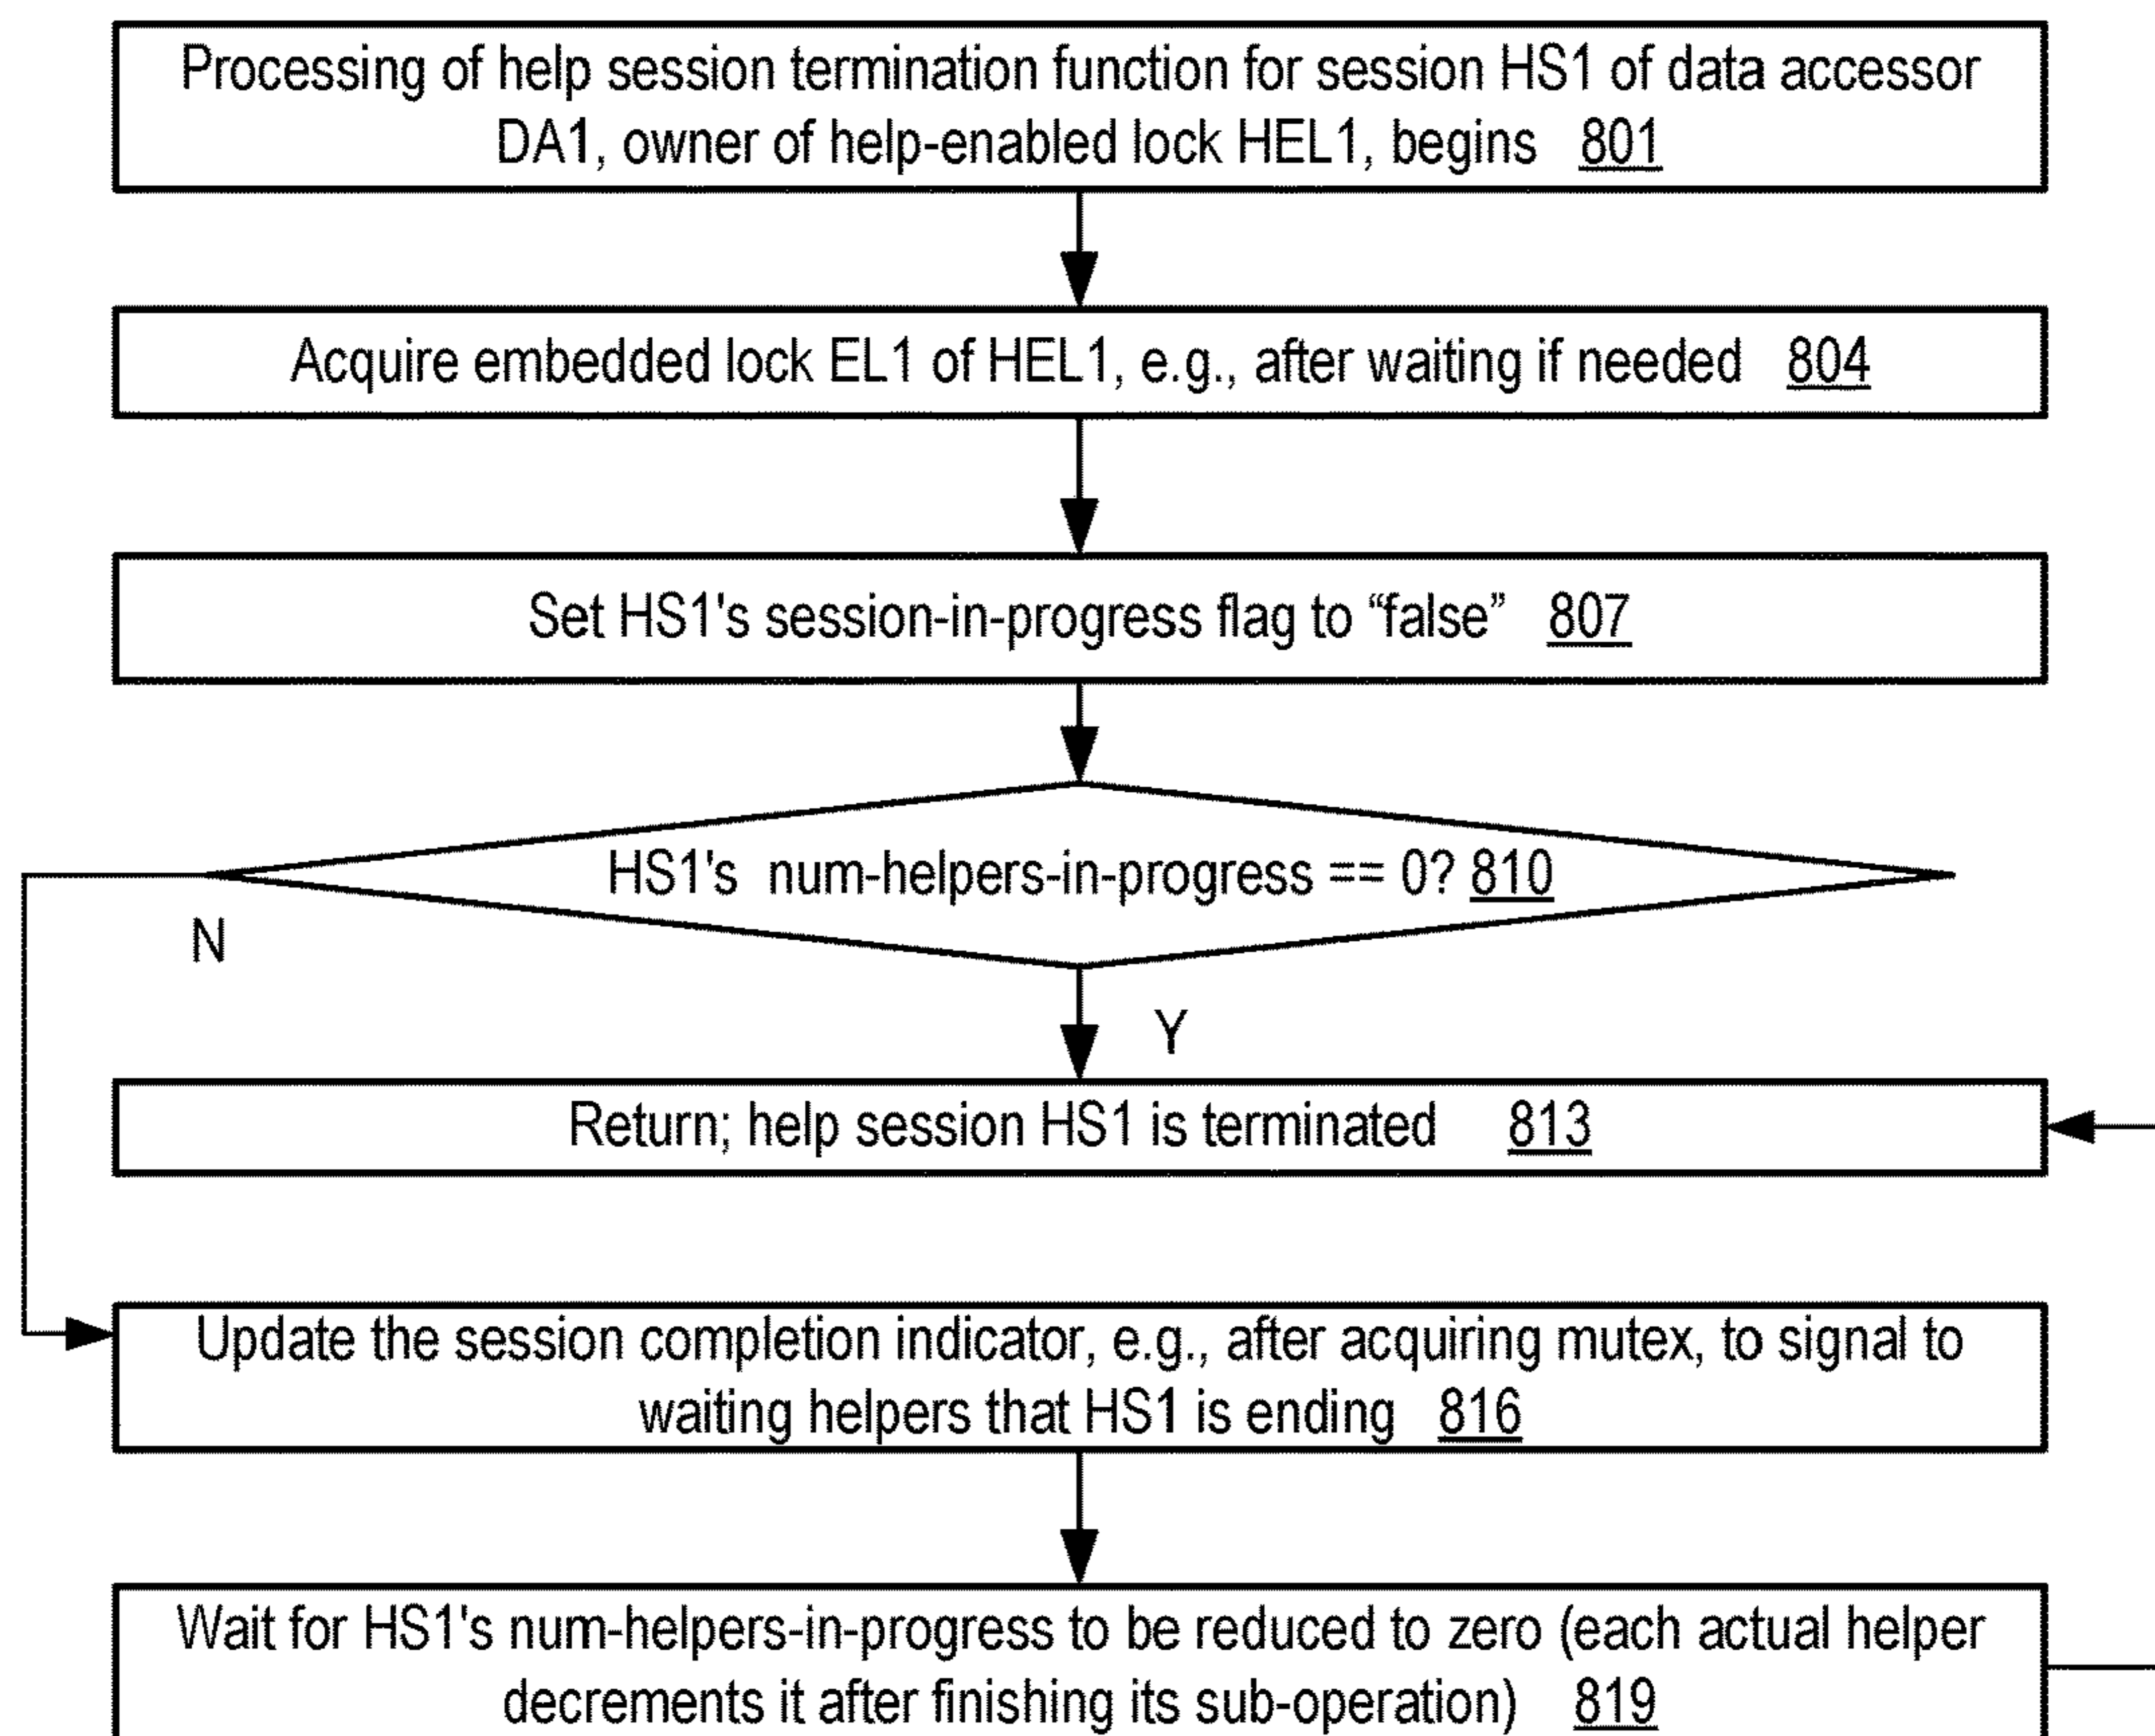 Processing of help session termination function for session HS1 of data accessor
DA1, owner of help-enabled lock HEL1, begins 801
Acquire embedded lock EL1 of HEL1, e.g., after waiting if needed 804
Set HS1's session-in-progress flag to “false” 807
HS1's num-helpers-in-progress == 0? 810
N
Y
Return; help session HS1 is terminated 813
Update the session completion indicator, e.g., after acquiring mutex, to signal to
waiting helpers that HS1 is ending 816
Wait for HS1's num-helpers-in-progress to be reduced to zero (each actual helper
decrements it after finishing its sub-operation) 819